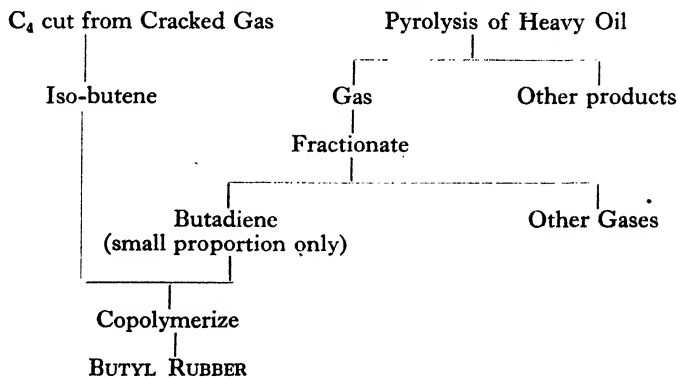 C₄ cut from Cracked Gas
Pyrolysis of Heavy Oil
Iso-butene
Gas
Other products
Fractionate
Butadiene
(small proportion only)
Other Gases
Copolymerize
BUTYL RUBBER